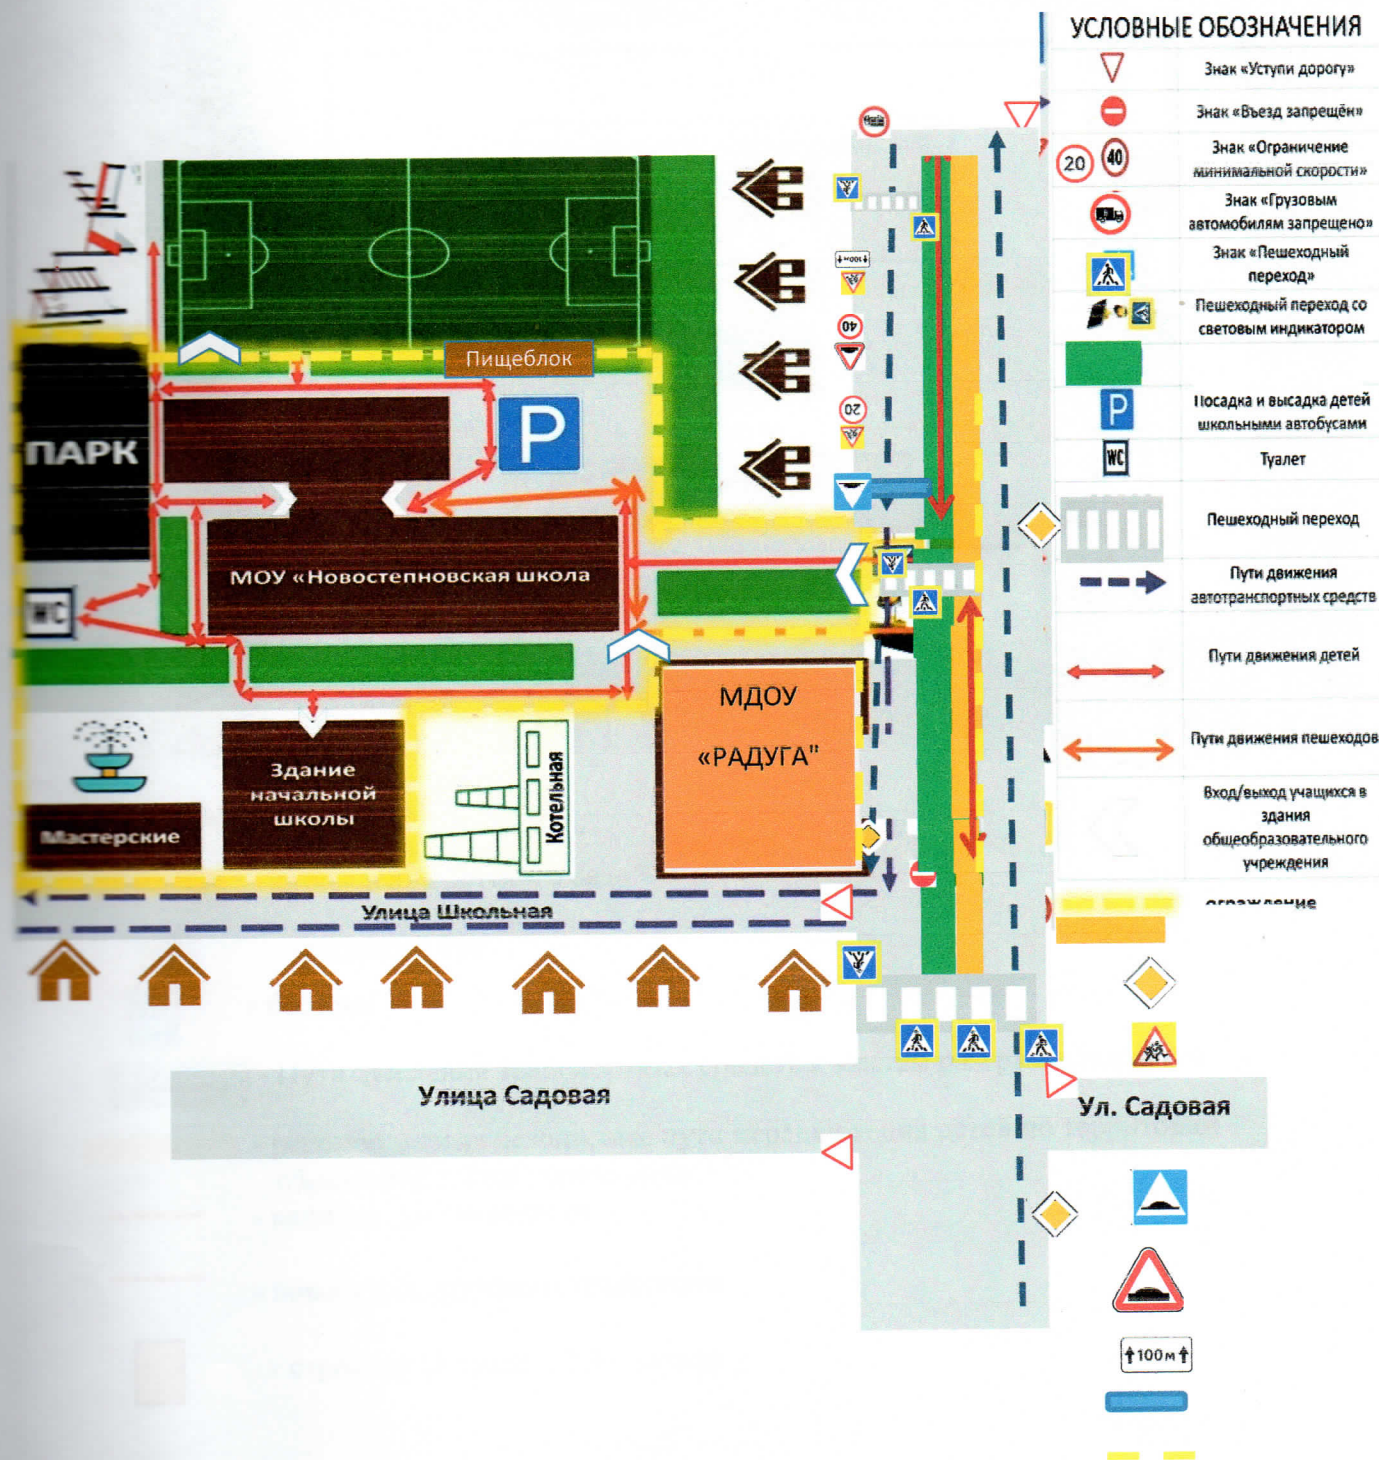 УСЛОВНЫЕ ОБОЗНАЧЕНИЯ
Знак «Уступи дорогу»
Знак «Въезд запрещён»
20
40
Знак «Ограничение
минимальной скорости»
Знак «Грузовым
автомобилям запрещено»
Знак «Пешеходный
переход»
Пешеходный переход со
световым индикатором
P
Посадка и высадка детей
школьными автобусами
WC
Туалет
Пешеходный переход
Пути движения
автотранспортных средств
Пути движения детей
Пути движения пешеходов
Вход/выход учащихся в
здания
общеобразовательного
учреждения
ограждение
100 м
Пищеблок
ПАРК
P
100 м
40
20
МОУ «Новостепновская школа
WC
МДОУ
«РАДУГА"
Здание
начальной
школы
Котельная
Мастерские
Улица Школьная
Улица Садовая
Ул. Садовая